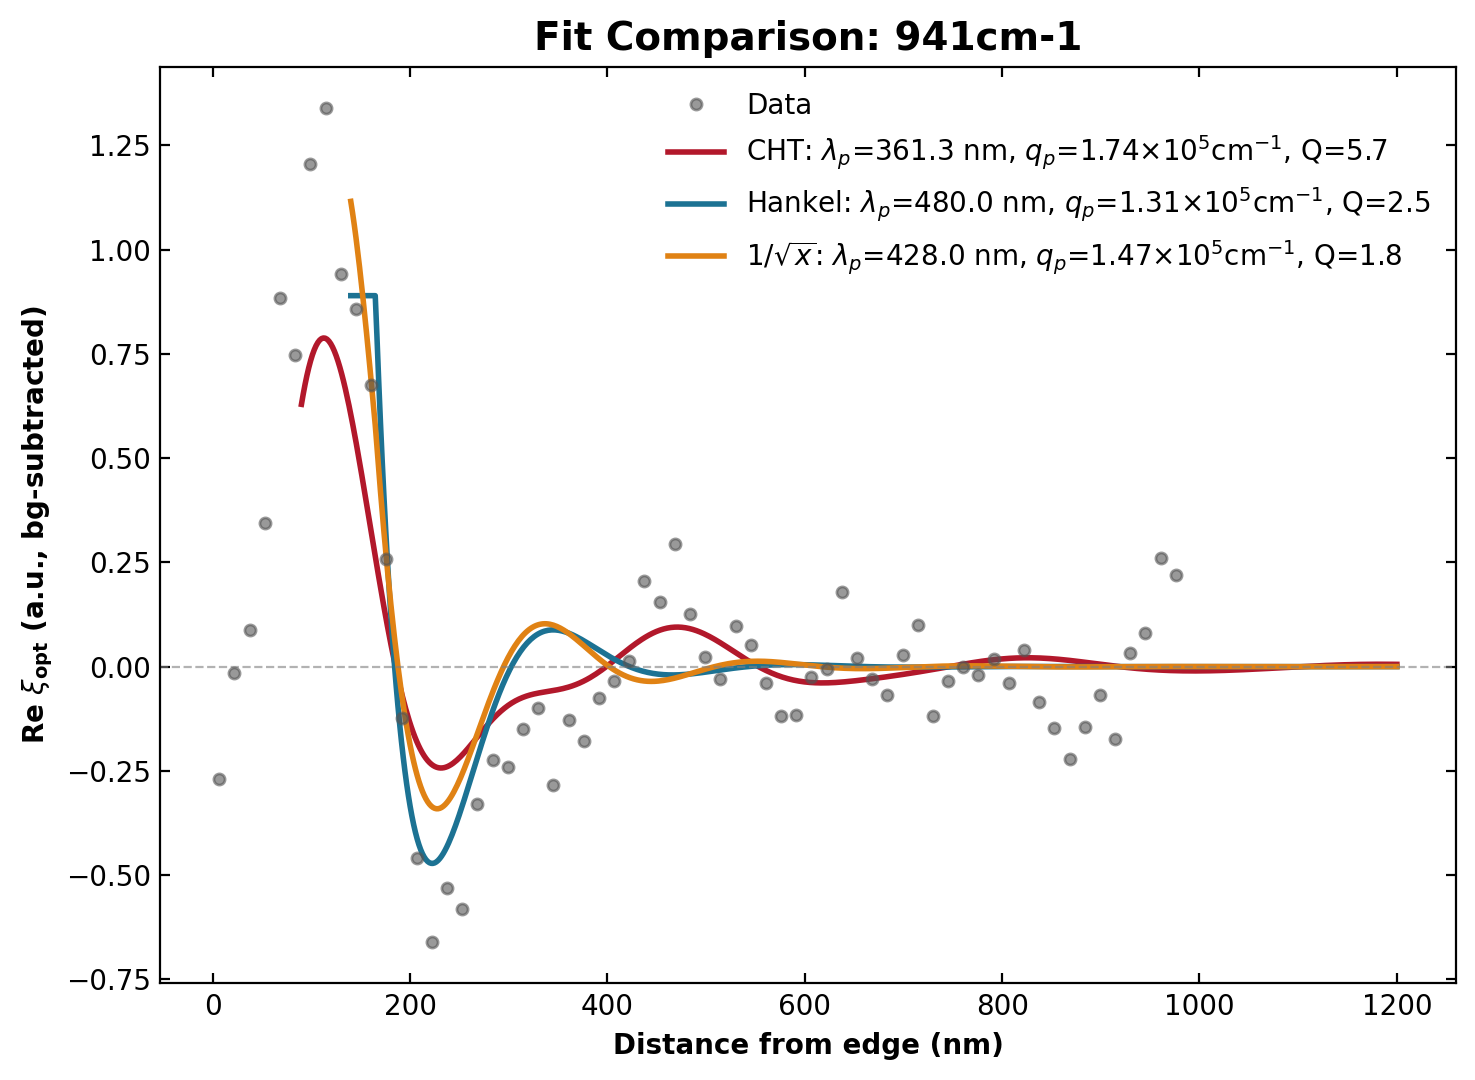 Fit Comparison: 941cm-1
Data
CHT: λp=361.3 nm, qp=1.74×10⁵cm⁻¹, Q=5.7
Hankel: λp=480.0 nm, qp=1.31×10⁵cm⁻¹, Q=2.5
1/√x: λp=428.0 nm, qp=1.47×10⁵cm⁻¹, Q=1.8
Re ξopt (a.u., bg-subtracted)
1.25
1.00
0.75
0.50
0.25
0.00
−0.25
−0.50
−0.75
0 200 400 600 800 1000 1200
Distance from edge (nm)